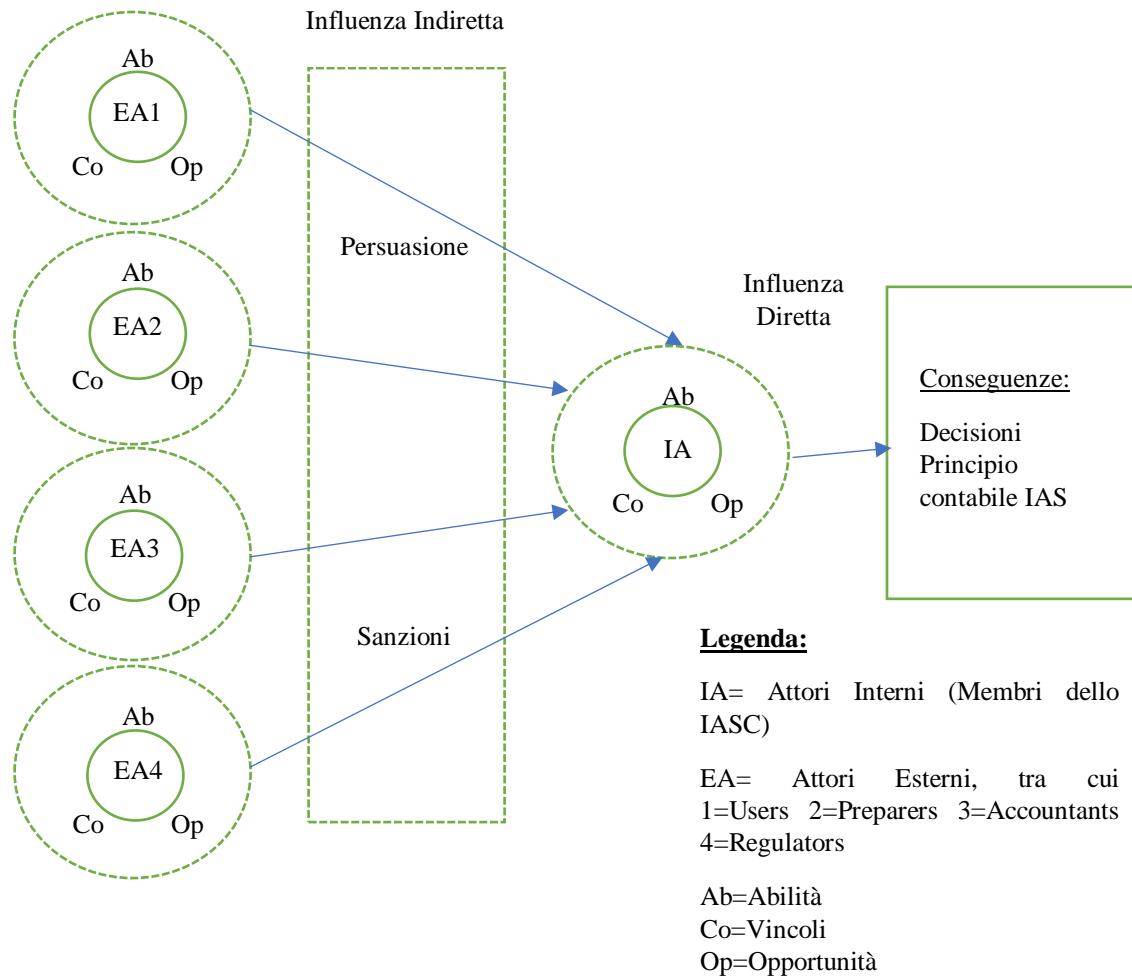 Influenza Indiretta
Ab
EA1
Co Op
Ab
EA2
Co Op
Ab
EA3
Co Op
Ab
EA4
Co Op
Persuasione
Sanzioni
Influenza
Diretta
Ab
IA
Co Op
Conseguenze:
Decisioni
Principio
contabile IAS
Legenda:
IA= Attori Interni (Membri dello
IASC)
EA= Attori Esterni, tra cui
1=Users 2=Preparers 3=Accountants
4=Regulators
Ab=Abilità
Co=Vincoli
Op=Opportunità